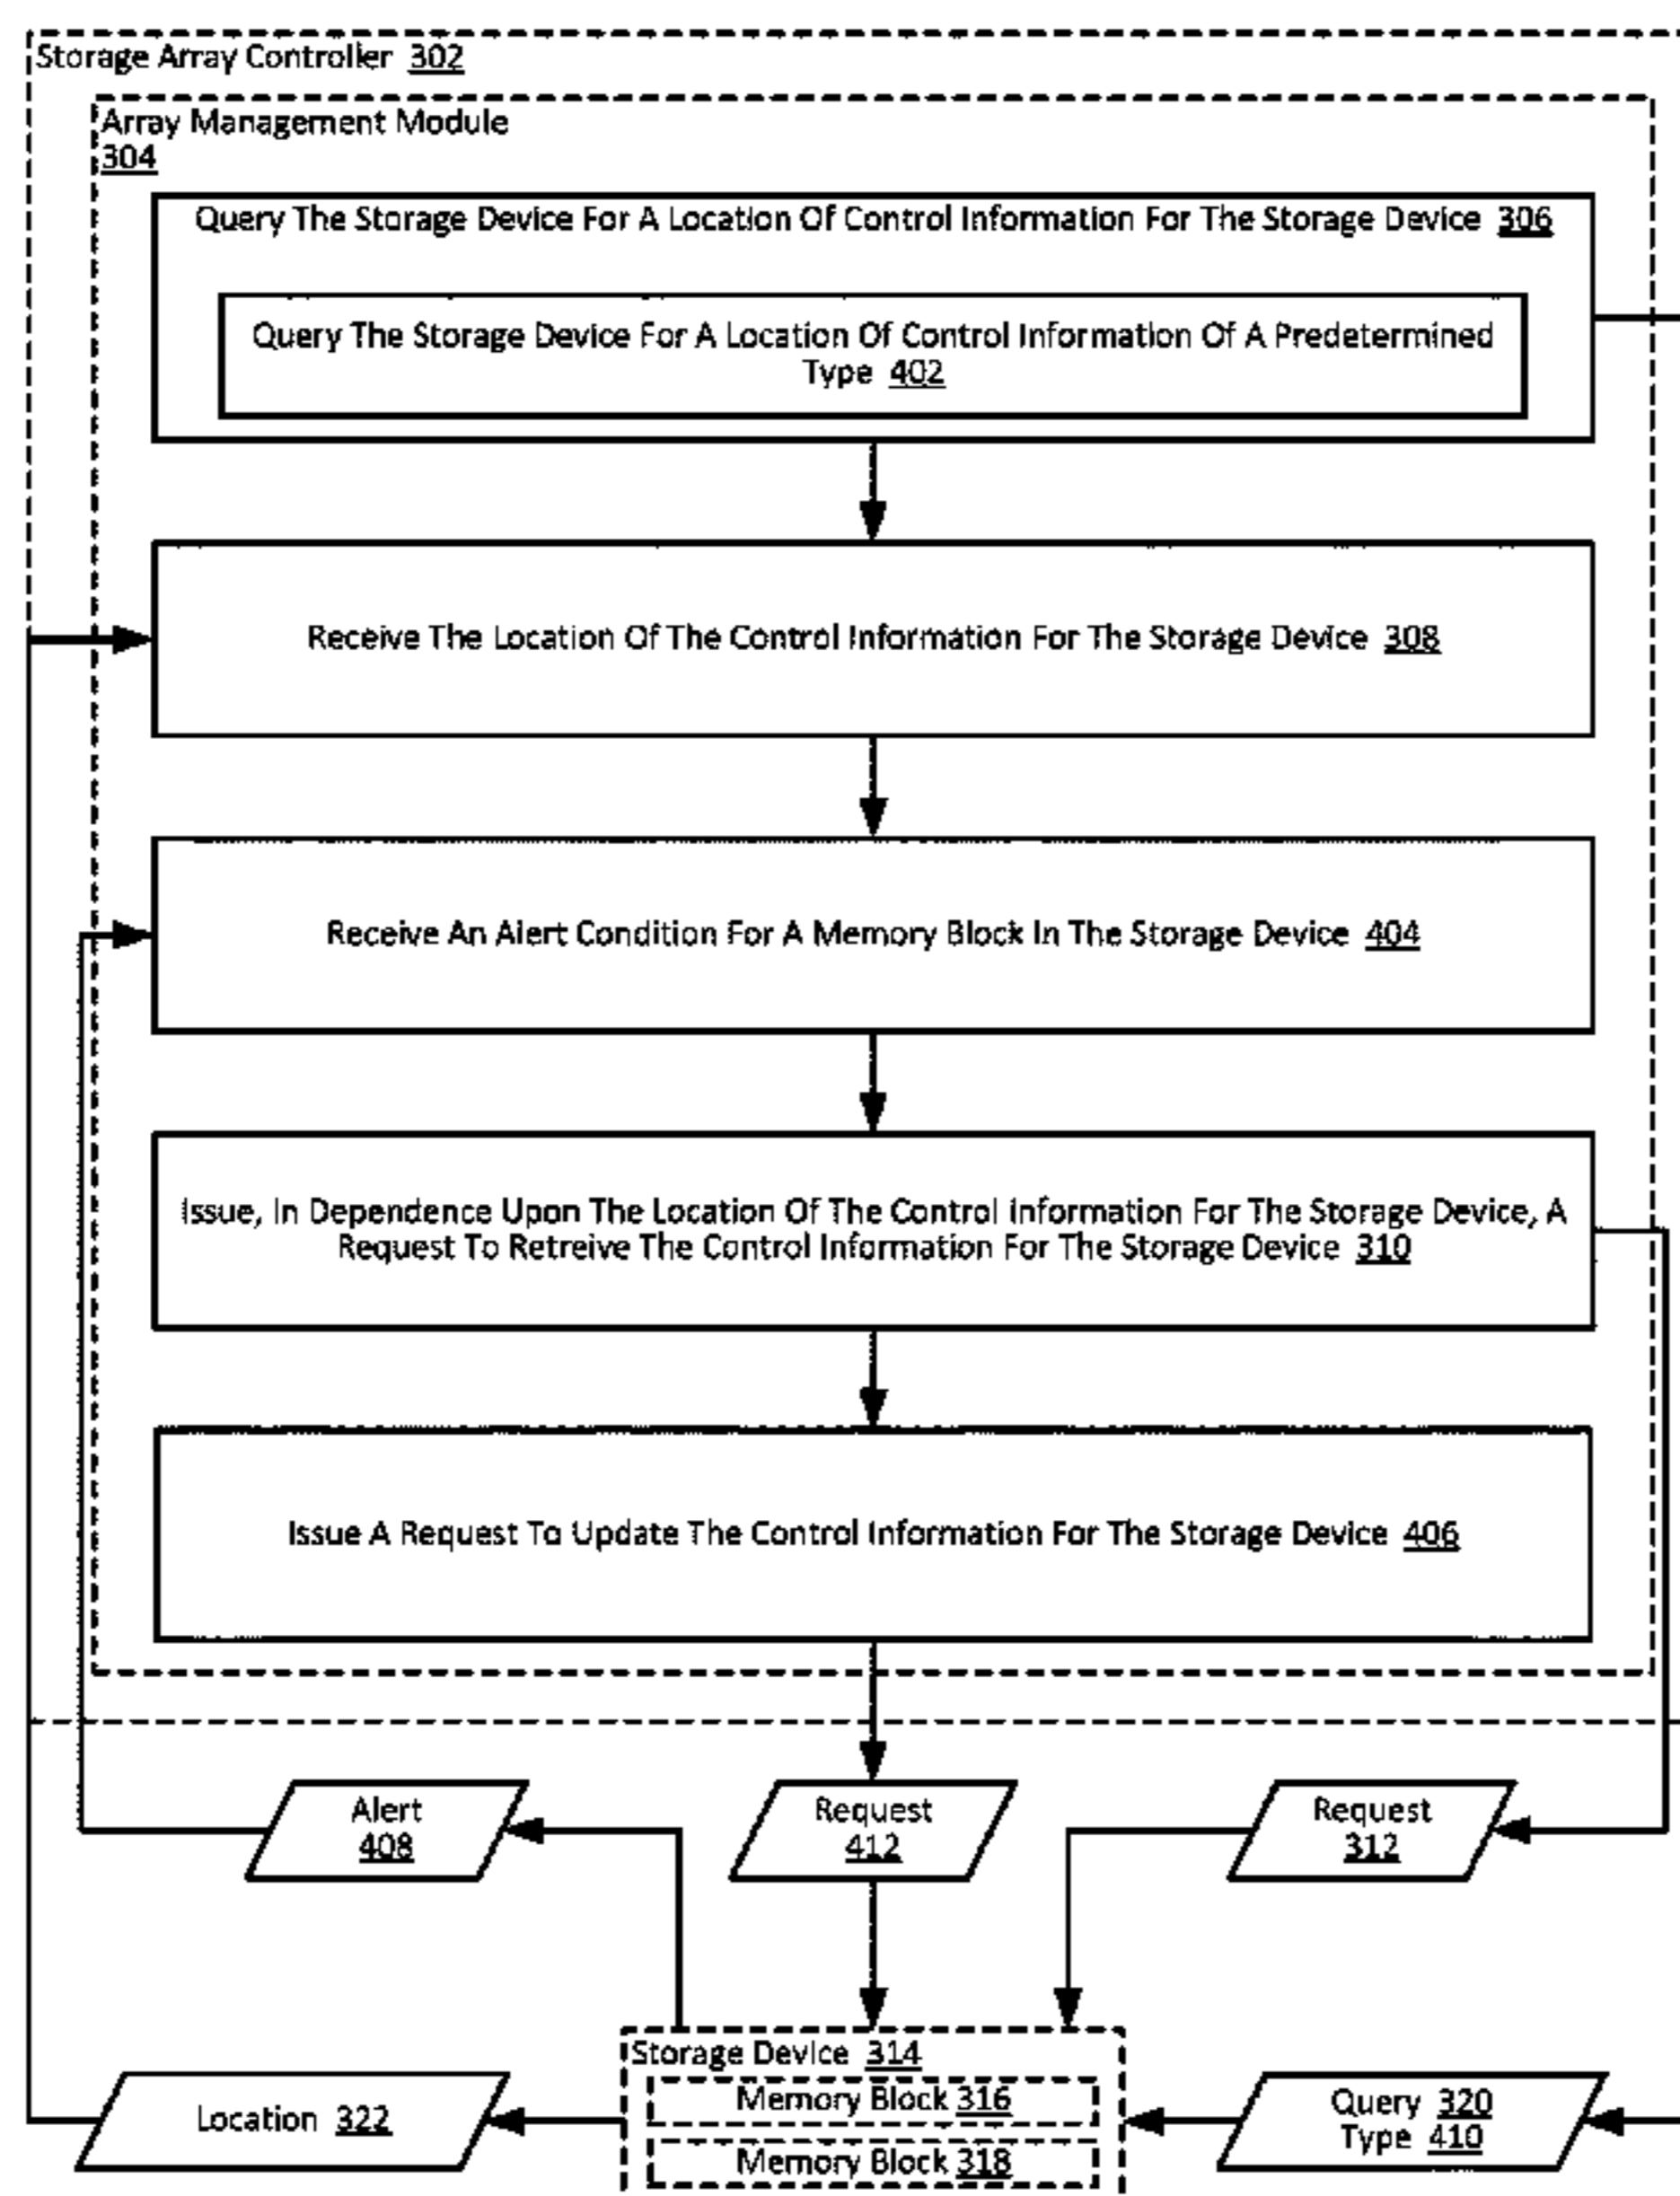 Storage Array Controller 302
Array Management Module
304
Query The Storage Device For A Location Of Control Information For The Storage Device 306
Query The Storage Device For A Location Of Control Information Of A Predetermined
Type 402
Receive The Location Of The Control Information For The Storage Device 308
Receive An Alert Condition For A Memory Block In The Storage Device 404
Issue, In Dependence Upon The Location Of The Control Information For The Storage Device, A
Request To Retreive The Control Information For The Storage Device 310
Issue A Request To Update The Control Information For The Storage Device 406
Alert
408
Request
412
Request
312
Storage Device 314
Memory Block 316
Memory Block 318
Location 322
Query 320
Type 410